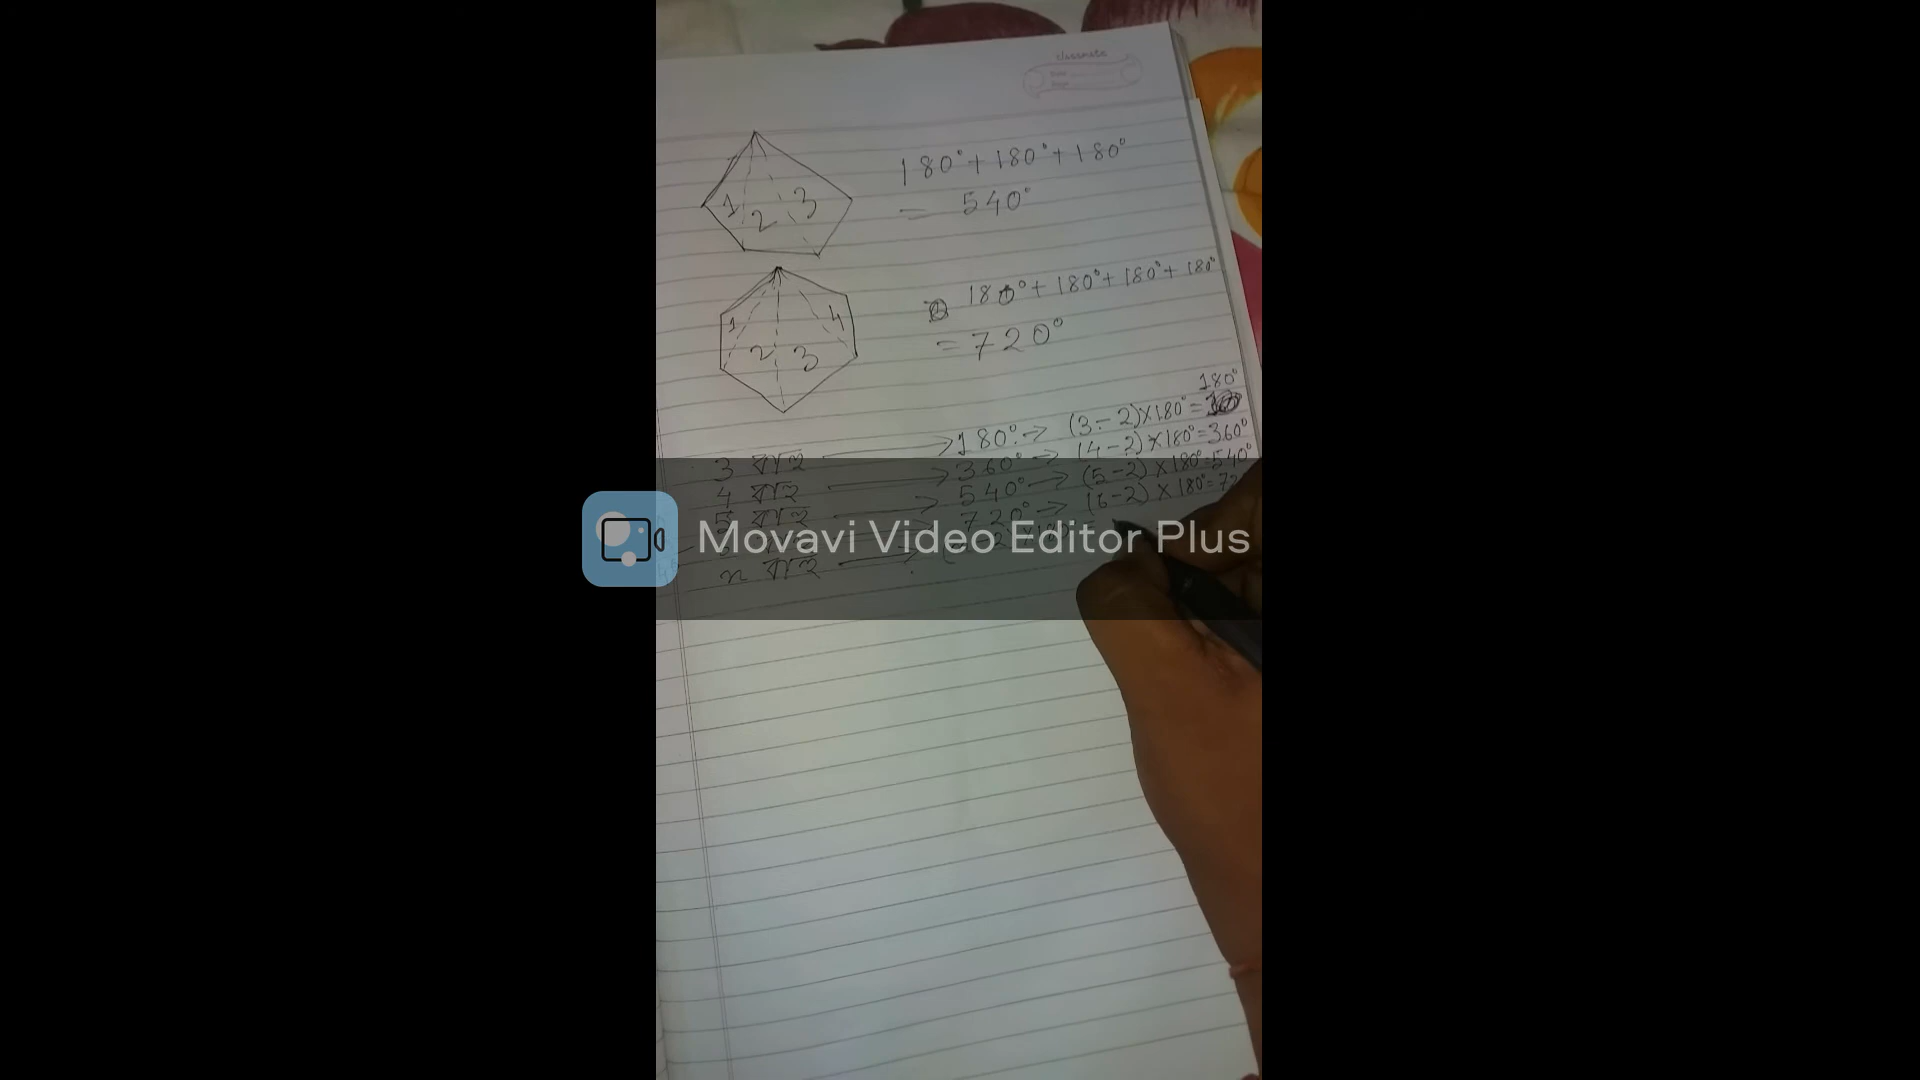 classmate
1 2 3
180° + 180° + 180°
= 540°
1 2 3 4
180° + 180° + 180° + 180°
= 720°
180°
3 বাহু → 180° → (3-2)×180° =
4 বাহু → 360° → (4-2)×180°=360°
5 বাহু → 540° → (5-2)×180°=540°
→ 720° → (6-2)×180°=72
n বাহু →
Movavi Video Editor Plus